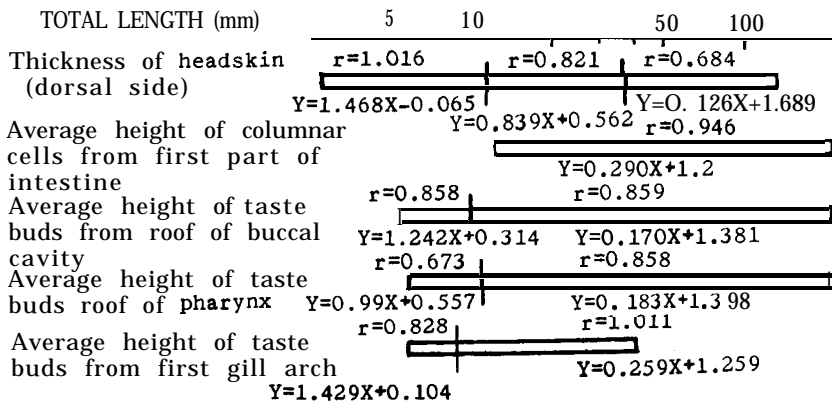 TOTAL LENGTH (mm) 5 10 50 100
Thickness of headskin r=1.016 r=0.821 r=0.684
(dorsal side)
Y=1.468X-0.065 Y=0.839X+0.562 Y=O. 126X+1.689
Average height of columnar r=0.946
cells from first part of
intestine Y=0.290X+1.2
Average height of taste r=0.858 r=0.859
buds from roof of buccal Y=1.242X+0.314 Y=0.170X+1.381
cavity
Average height of taste r=0.673 r=0.858
buds roof of pharynx Y=0.99X+0.557 Y=0. 183X+1.398
Average height of taste r=0.828 r=1.011
buds from first gill arch Y=0.259X+1.259
Y=1.429X+0.104